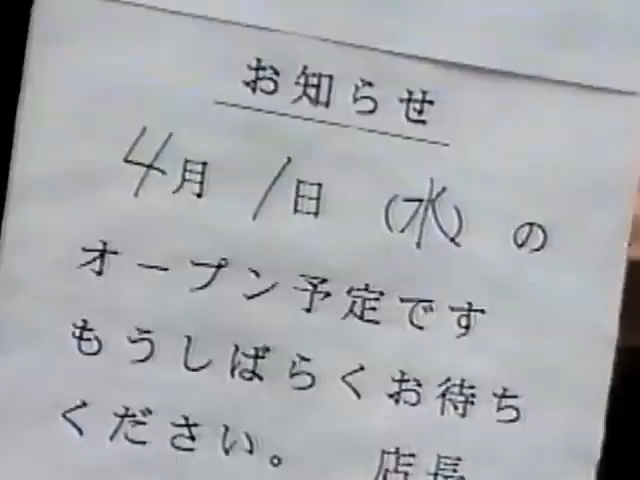 お知らせ
4月1日（水）の
オープン予定です
もうしばらくお待ち
ください。　店長